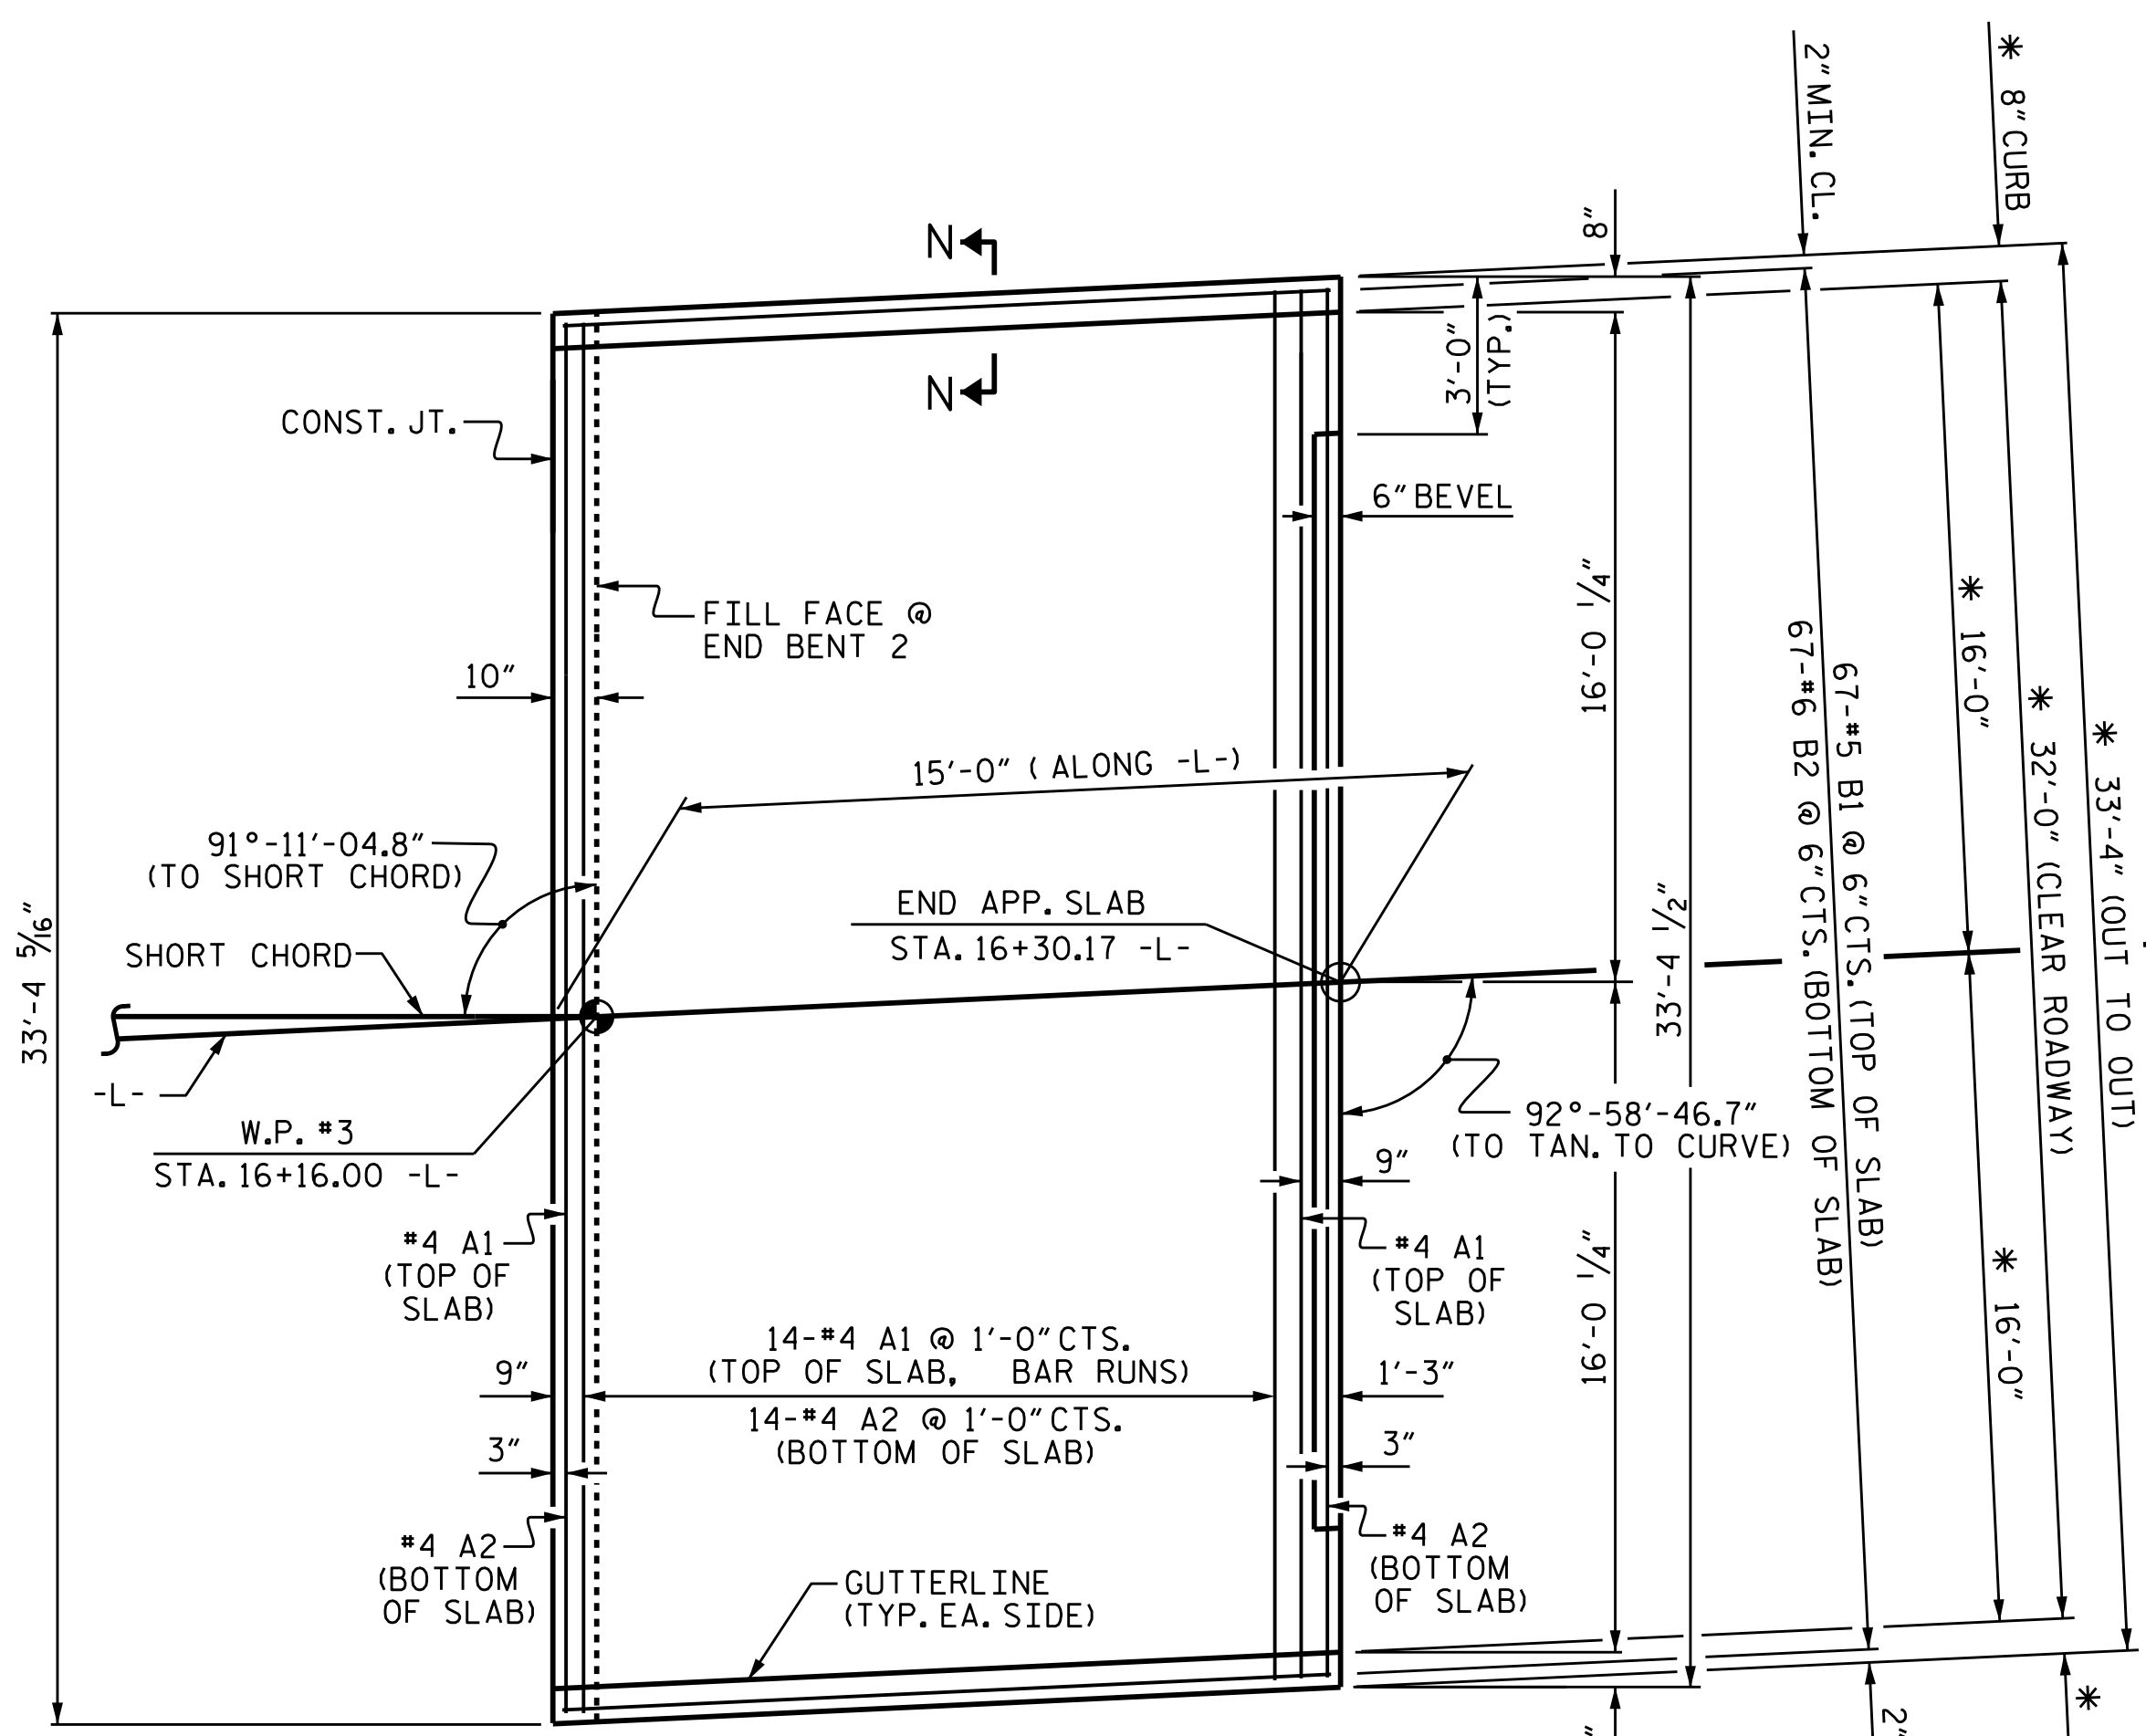 ✳ 8" CURB
2" MIN. CL.
8"
N
3'-0"
(TYP.)
N
CONST. JT.
6" BEVEL
16'-0 1/4"
✳ 16'-0"
FILL FACE @
END BENT 2
10"
67-#5 B1 @ 6" CTS. (TOP OF SLAB)
67-#6 B2 @ 6" CTS. (BOTTOM OF SLAB)
✳ 32'-0" (CLEAR ROADWAY)
✳ 33'-4" (OUT TO OUT)
15'-0" (ALONG -L-)
91°-11'-04.8"
(TO SHORT CHORD)
END APP. SLAB
STA. 16+30.17 -L-
33'-4 5/16"
33'-4 1/2"
SHORT CHORD
-L-
W.P. #3
STA. 16+16.00 -L-
92°-58'-46.7"
(TO TAN. TO CURVE)
9"
#4 A1
(TOP OF
SLAB)
#4 A1
(TOP OF
SLAB)
16'-0 1/4"
✳ 16'-0"
14-#4 A1 @ 1'-0" CTS.
(TOP OF SLAB, BAR RUNS)
9"
1'-3"
14-#4 A2 @ 1'-0" CTS.
(BOTTOM OF SLAB)
3"
3"
#4 A2
(BOTTOM
OF SLAB)
#4 A2
(BOTTOM
OF SLAB)
GUTTERLINE
(TYP. EA. SIDE)
✳
2"